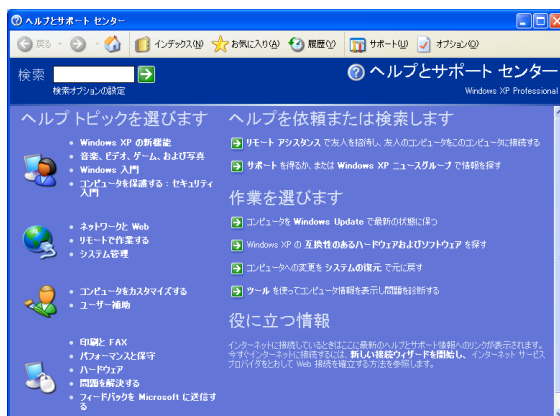 ヘルプとサポート センター
戻る
インデックス(N)
お気に入り(A)
履歴(Y)
サポート(U)
オプション(O)
検索
検索オプションの設定
ヘルプとサポート センター
Windows XP Professional
ヘルプ トピックを選びます
Windows XP の新機能
音楽、ビデオ、ゲーム、および写真
Windows 入門
コンピュータを保護する : セキュリティ
入門
ネットワークと Web
リモートで作業する
システム管理
コンピュータをカスタマイズする
ユーザー補助
印刷と FAX
パフォーマンスと保守
ハードウェア
問題を解決する
フィードバックを Microsoft に送信す
る
ヘルプを依頼または検索します
リモート アシスタンス で友人を招待し、友人のコンピュータをこのコンピュータに接続する
サポート を得るか、または Windows XP ニュースグループ で情報を探す
作業を選びます
コンピュータを Windows Update で最新の状態に保つ
Windows XP の 互換性のあるハードウェアおよびソフトウェア を探す
コンピュータへの変更を システムの復元 で元に戻す
ツール を使ってコンピュータ情報を表示し問題を診断する
役に立つ情報
インターネットに接続しているときはここに最新のヘルプとサポート情報へのリンクが表示されます。
今すぐインターネットに接続するには、新しい接続ウィザードを開始し、インターネット サービス
プロバイダをとおして Web 接続を確立する方法を参照します。